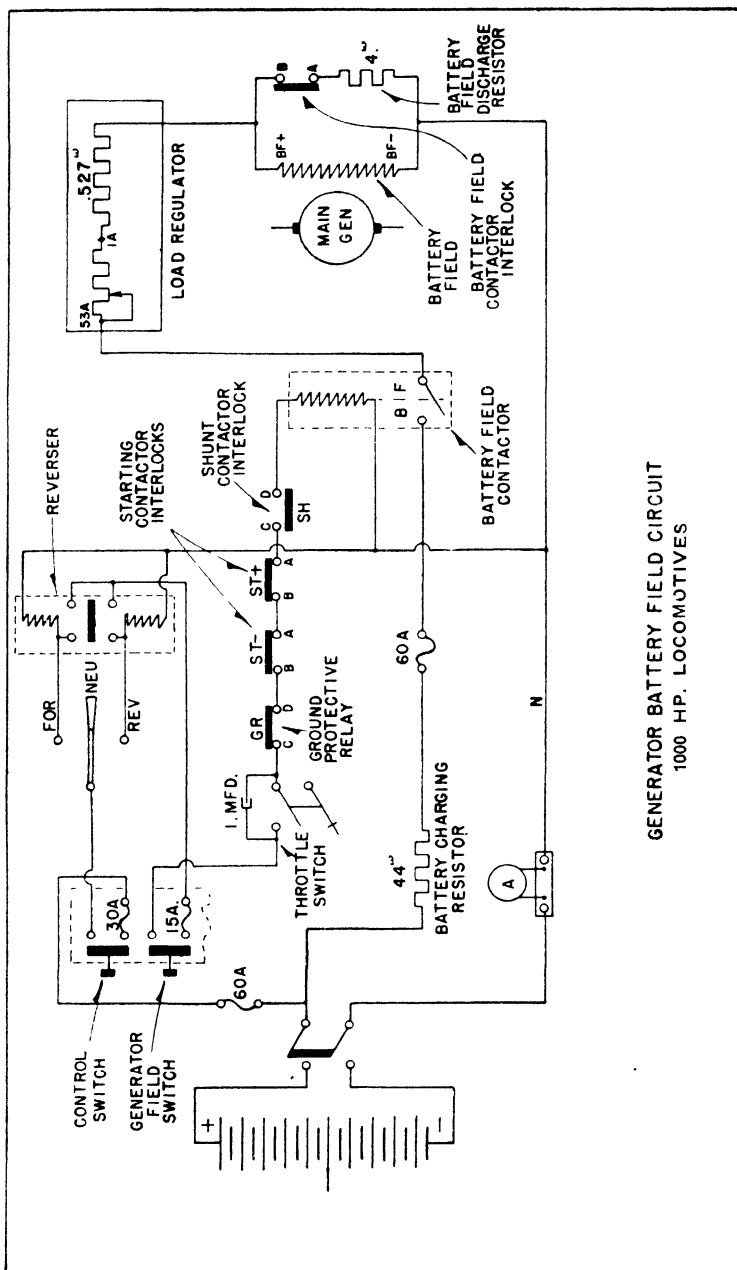 CONTROL
SWITCH
GENERATOR
FIELD
SWITCH
+
−
30A
15A.
60A
FOR
NEU
REV
REVERSER
STARTING
CONTACTOR
INTERLOCKS
SHUNT
CONTACTOR
INTERLOCK
1. MFD.
THROTTLE
SWITCH
GR
C
D
GROUND
PROTECTIVE
RELAY
ST-
B
A
ST+
B
A
C
D
SH
44ω
BATTERY CHARGING
RESISTOR
60A
A
N
B
F
BATTERY FIELD
CONTACTOR
53A
1A
.527ω
LOAD REGULATOR
MAIN
GEN
BF+
BF-
B
A
4.ω
BATTERY
FIELD
BATTERY FIELD
CONTACTOR
INTERLOCK
BATTERY
FIELD
DISCHARGE
RESISTOR
GENERATOR BATTERY FIELD CIRCUIT
1000 HP. LOCOMOTIVES